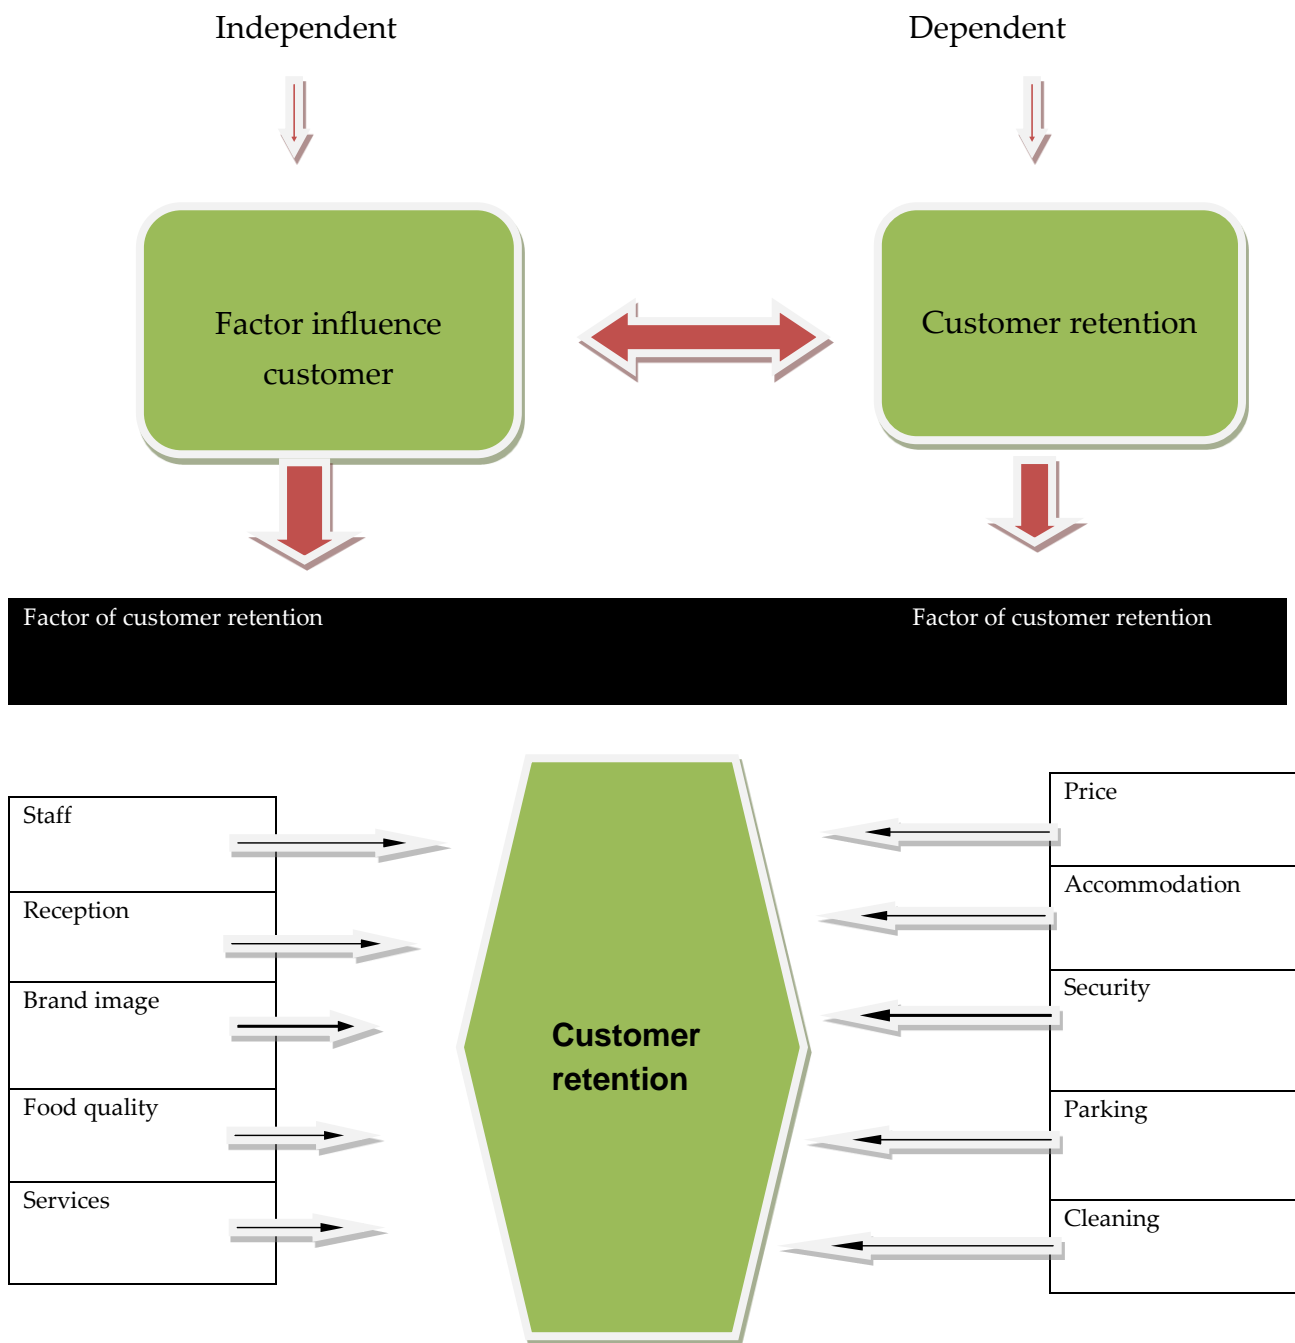 Independent
Dependent
Factor influence
customer
Customer retention
Factor of customer retention
Factor of customer retention
Staff
Reception
Brand image
Food quality
Services
Customer
retention
Price
Accommodation
Security
Parking
Cleaning